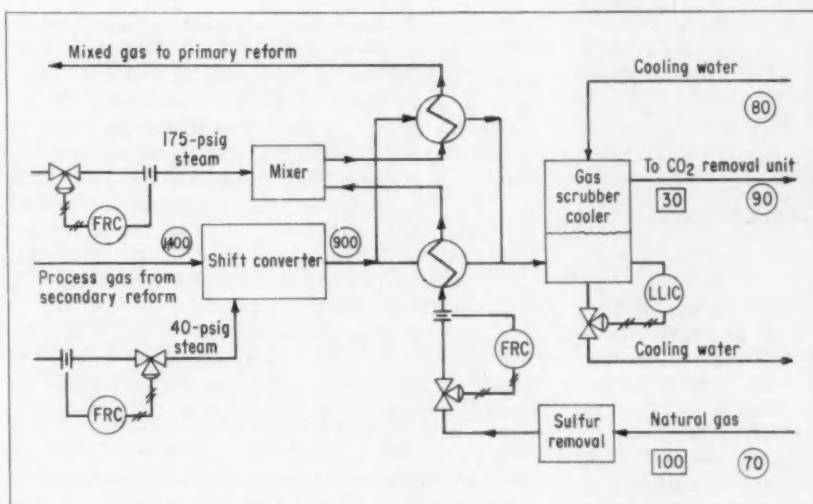 Mixed gas to primary reform
Cooling water
80
175-psig
steam
Mixer
To CO₂ removal unit
Gas
scrubber
cooler
30
90
FRC
1400
900
Shift converter
Process gas from
secondary reform
LLIC
40-psig
steam
FRC
Cooling water
FRC
Sulfur
removal
Natural gas
100
70